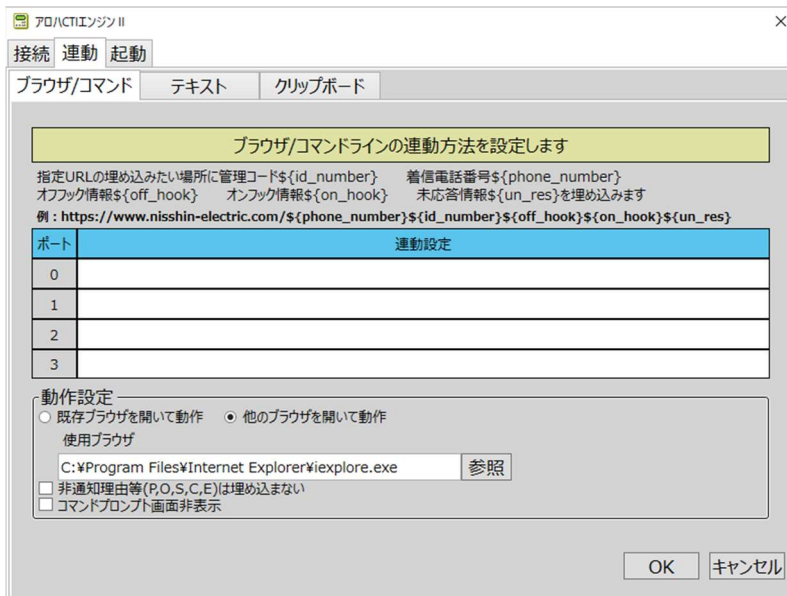 アロハCTIエンジンⅡ
接続 連動 起動
ブラウザ/コマンド テキスト クリップボード
ブラウザ/コマンドラインの連動方法を設定します
指定URLの埋め込みたい場所に管理コード${id_number} 着信電話番号${phone_number}
オフフック情報${off_hook} オンフック情報${on_hook} 未応答情報${un_res}を埋め込みます
例：https://www.nisshin-electric.com/${phone_number}${id_number}${off_hook}${on_hook}${un_res}
ポート 連動設定
0
1
2
3
動作設定
既存ブラウザを開いて動作 他のブラウザを開いて動作
使用ブラウザ
C:¥Program Files¥Internet Explorer¥iexplore.exe 参照
非通知理由等(P,O,S,C,E)は埋め込まない
コマンドプロンプト画面非表示
OK キャンセル